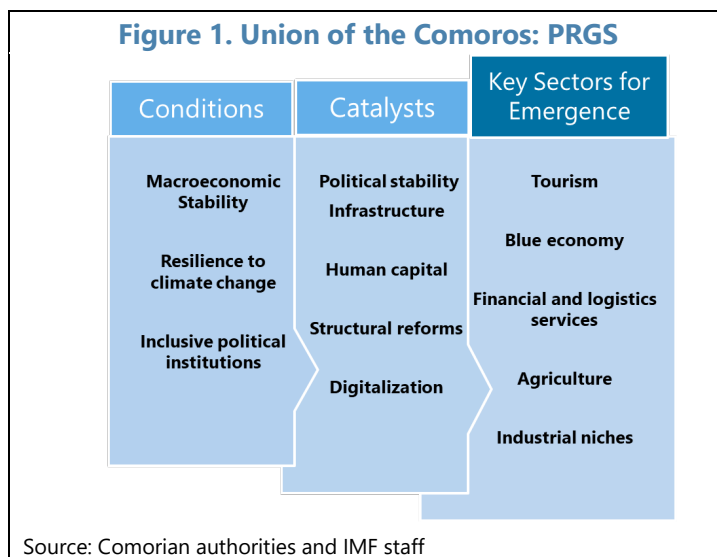 Figure 1. Union of the Comoros: PRGS
Conditions
Macroeconomic
Stability
Resilience to
climate change
Inclusive political
institutions
Catalysts
Political stability
Infrastructure
Human capital
Structural reforms
Digitalization
Key Sectors for
Emergence
Tourism
Blue economy
Financial and logistics
services
Agriculture
Industrial niches
Source: Comorian authorities and IMF staff